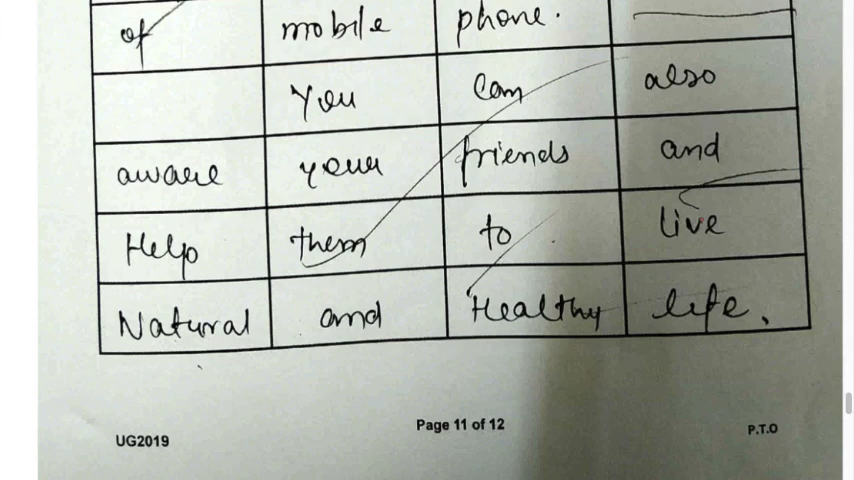 of mobile phone.
You can also
aware your friends and
Help them to live
Natural and Healthy life.
UG2019 Page 11 of 12 P.T.O